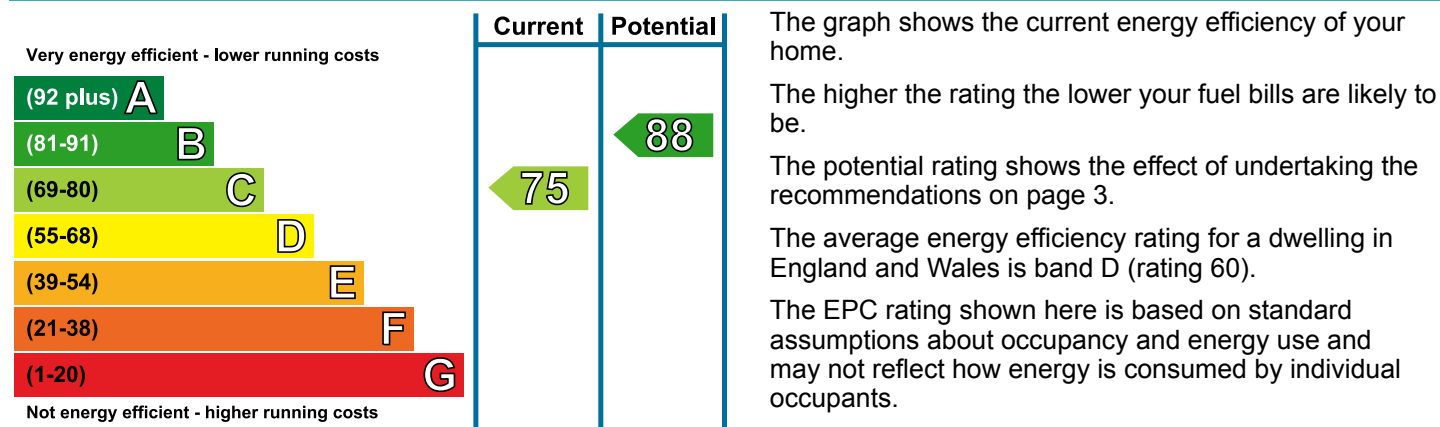 Current Potential
Very energy efficient - lower running costs
(92 plus) A
(81-91) B
88
(69-80) C
75
(55-68) D
(39-54) E
(21-38) F
(1-20) G
Not energy efficient - higher running costs
The graph shows the current energy efficiency of your
home.
The higher the rating the lower your fuel bills are likely to
be.
The potential rating shows the effect of undertaking the
recommendations on page 3.
The average energy efficiency rating for a dwelling in
England and Wales is band D (rating 60).
The EPC rating shown here is based on standard
assumptions about occupancy and energy use and
may not reflect how energy is consumed by individual
occupants.